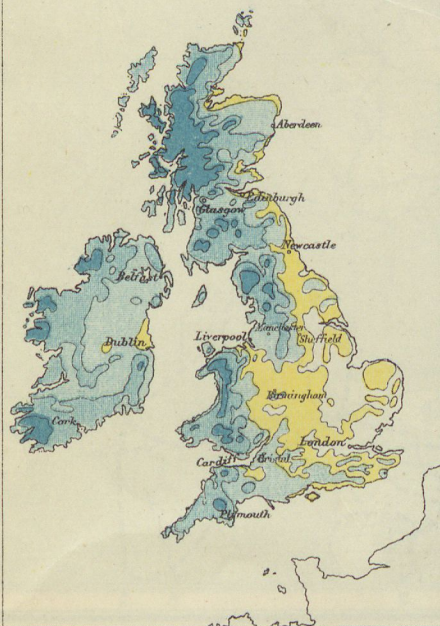 Aberdeen
Edinburgh
Glasgow
Newcastle
Belfast
Manchester
Liverpool
Sheffield
Dublin
Birmingham
Cork
London
Cardiff
Bristol
Plymouth